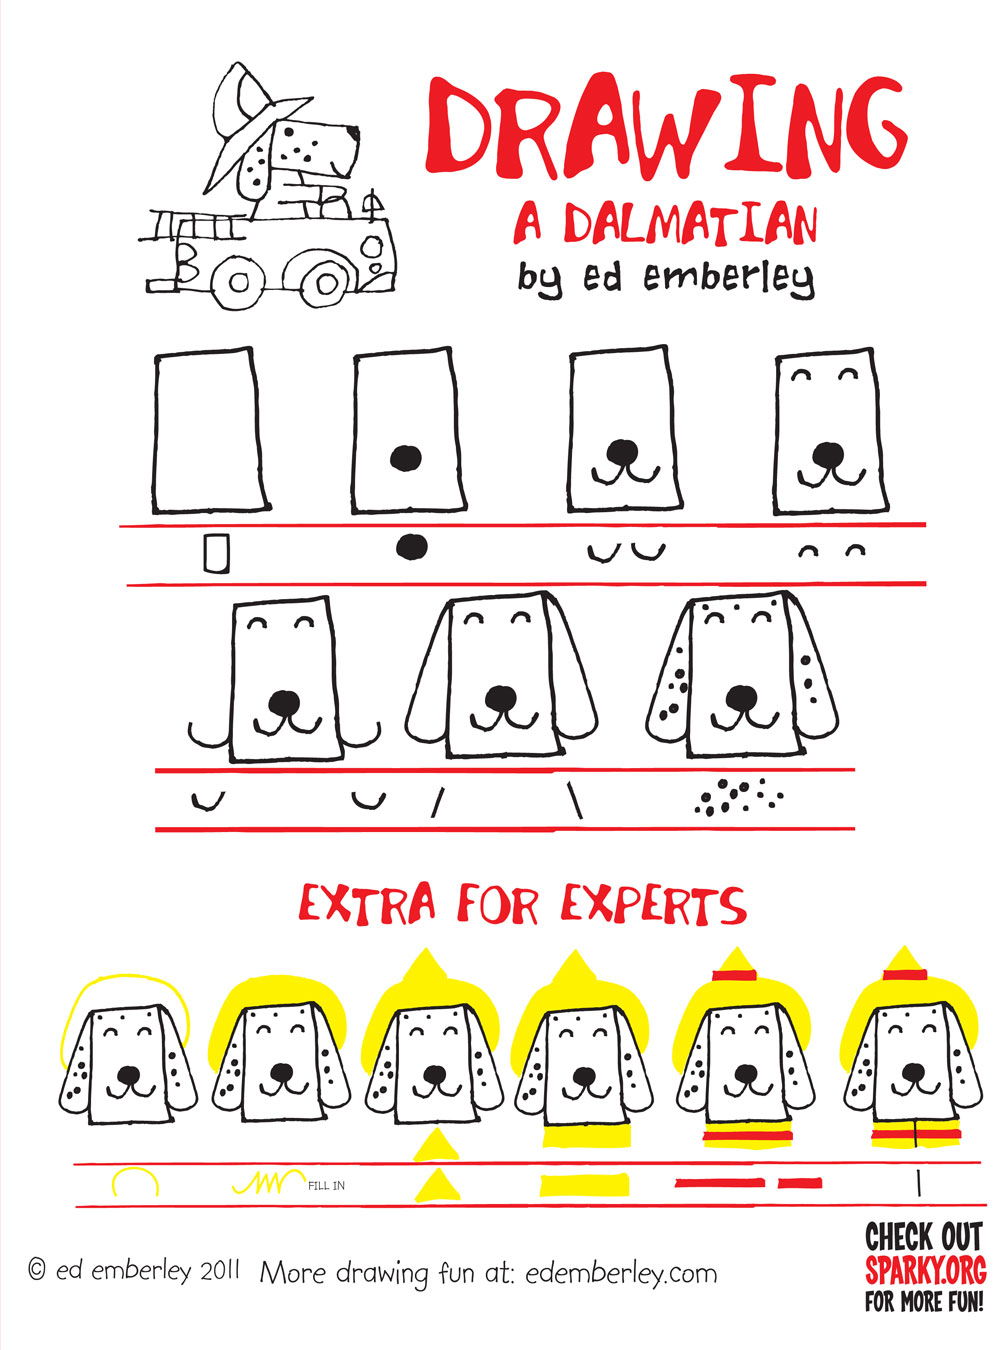 DRAWING
A DALMATIAN
by ed emberley
EXTRA FOR EXPERTS
FILL IN
© ed emberley 2011 More drawing fun at: edemberley.com
CHECK OUT
SPARKY.ORG
FOR MORE FUN!